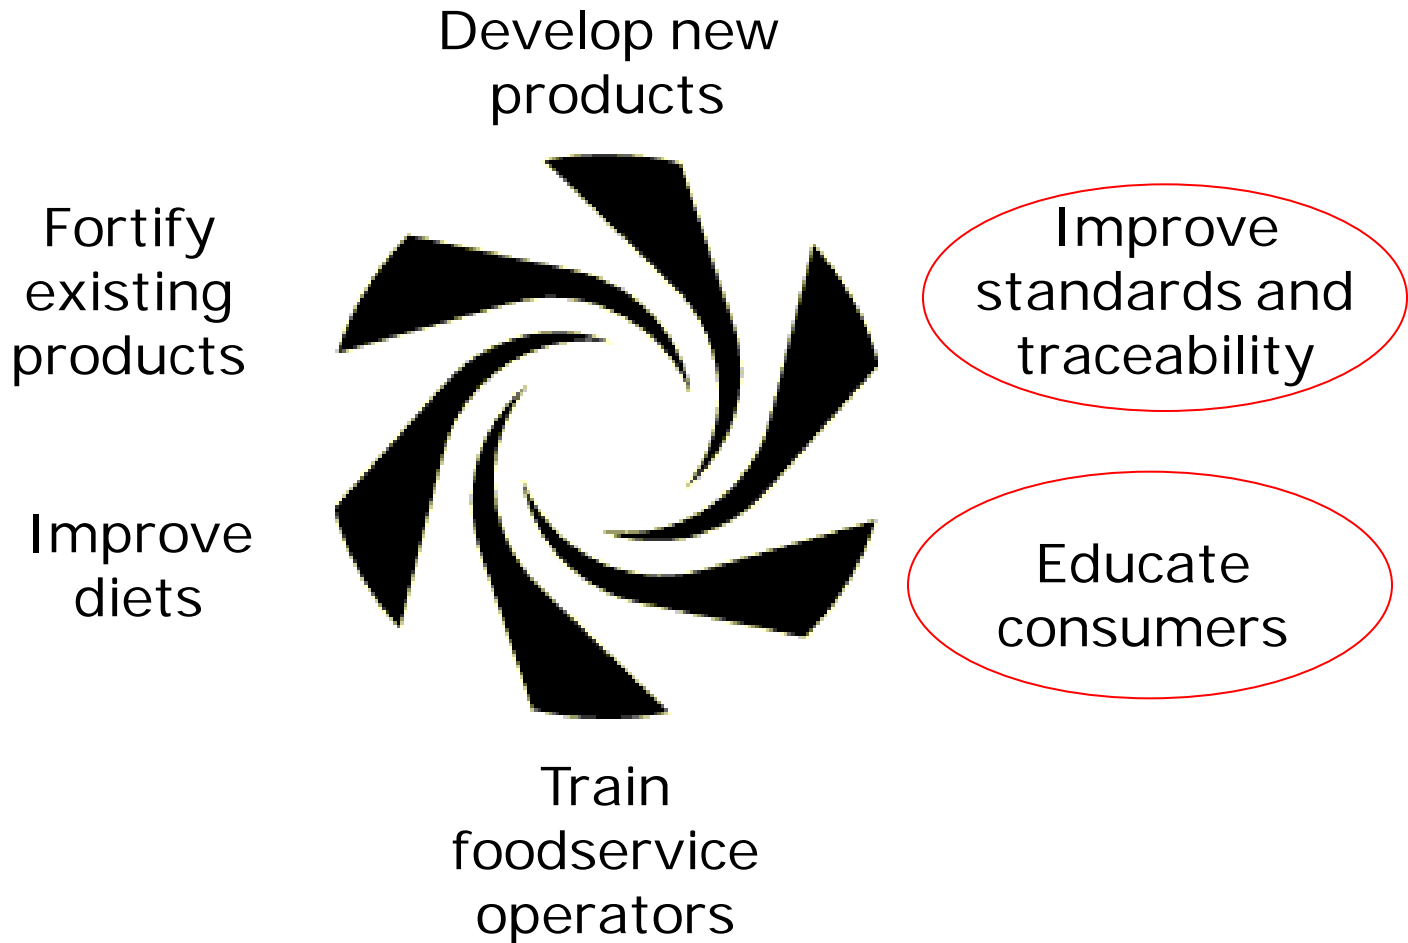 Develop new
products
Fortify
existing
products
Improve
standards and
traceability
Improve
diets
Educate
consumers
Train
foodservice
operators